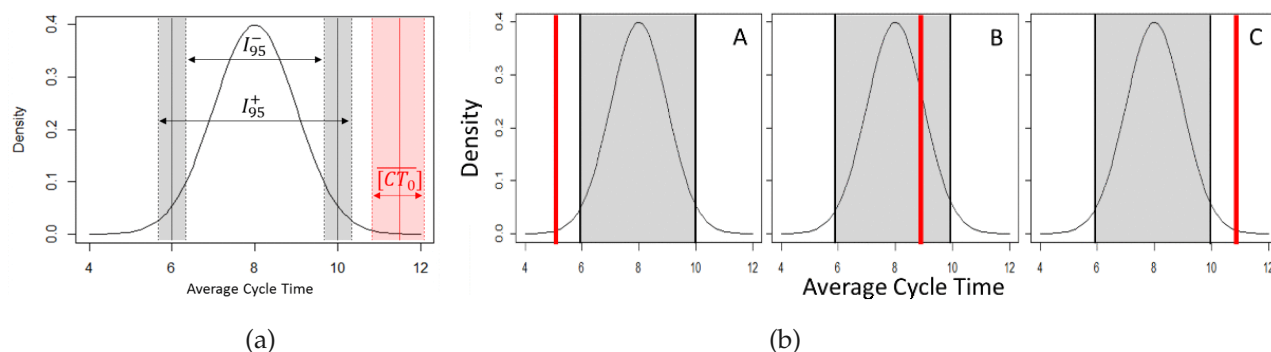 0.4
0.3
0.2
0.1
0.0
Density
I₉₅⁻
I₉₅⁺
[CT₀]
4 6 8 10 12
Average Cycle Time
(a)
0.4
0.3
0.2
0.1
0.0
Density
A
B
C
4 6 8 10 12
4 6 8 10 12
4 6 8 10 12
Average Cycle Time
(b)